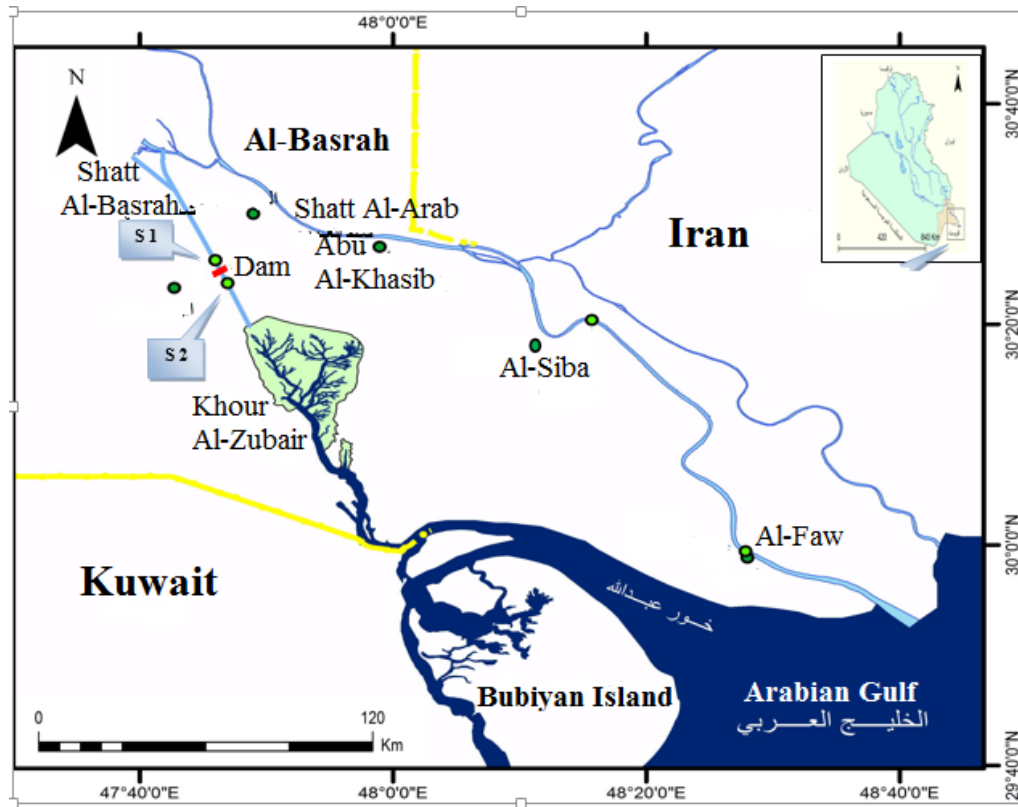 48°0'0"E
N
Al-Basrah
Shatt
Al-Basrah
Shatt Al-Arab
S 1
Abu
Al-Khasib
Dam
Iran
S 2
Al-Siba
Khour
Al-Zubair
Al-Faw
Kuwait
خور عبدالله
Bubiyan Island
Arabian Gulf
الخليج العربي
0
120
Km
30°40'0"N
30°20'0"N
30°0'0"N
29°40'0"N
47°40'0"E
48°0'0"E
48°20'0"E
48°40'0"E